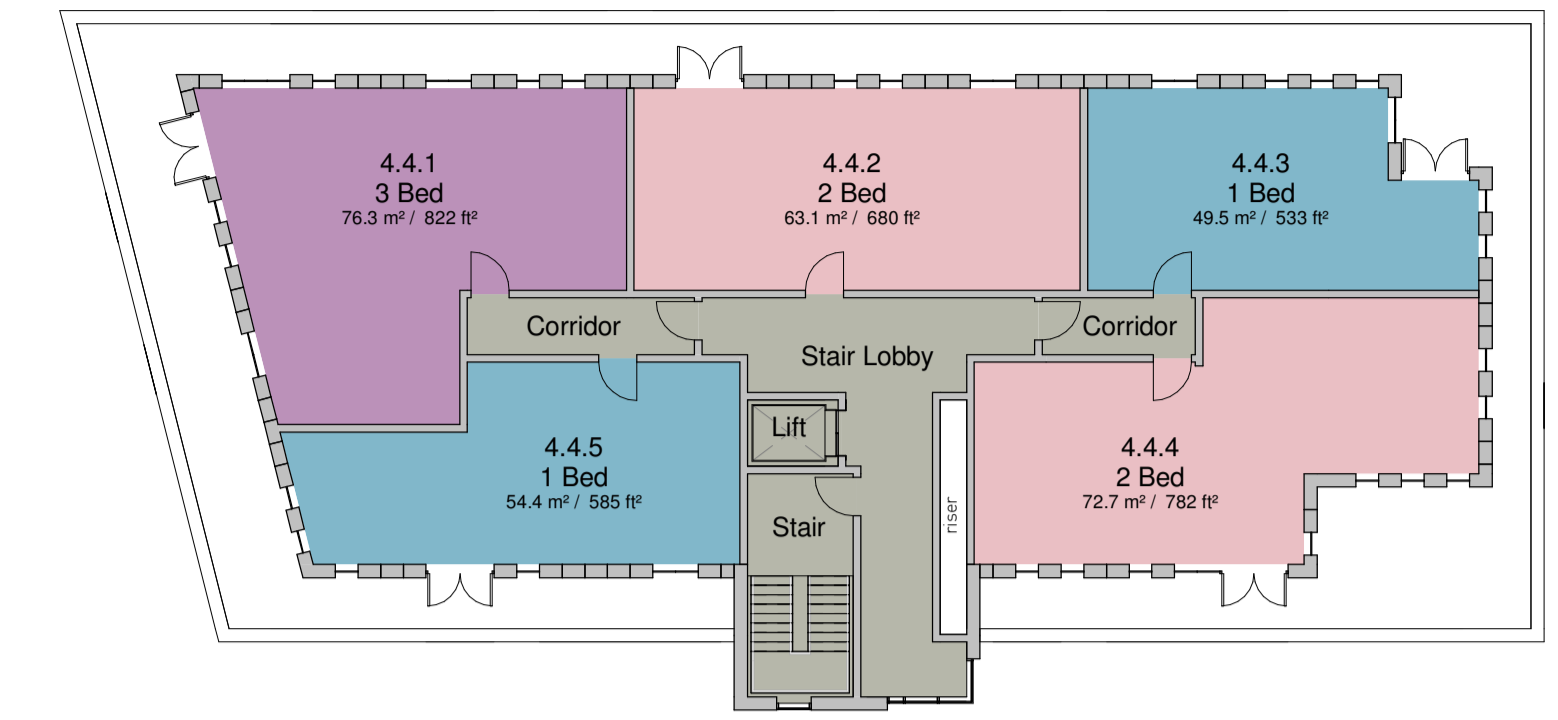 4.4.1
3 Bed
76.3 m² / 822 ft²
4.4.2
2 Bed
63.1 m² / 680 ft²
4.4.3
1 Bed
49.5 m² / 533 ft²
Corridor
Stair Lobby
Corridor
Lift
4.4.5
1 Bed
54.4 m² / 585 ft²
4.4.4
2 Bed
72.7 m² / 782 ft²
Stair
riser